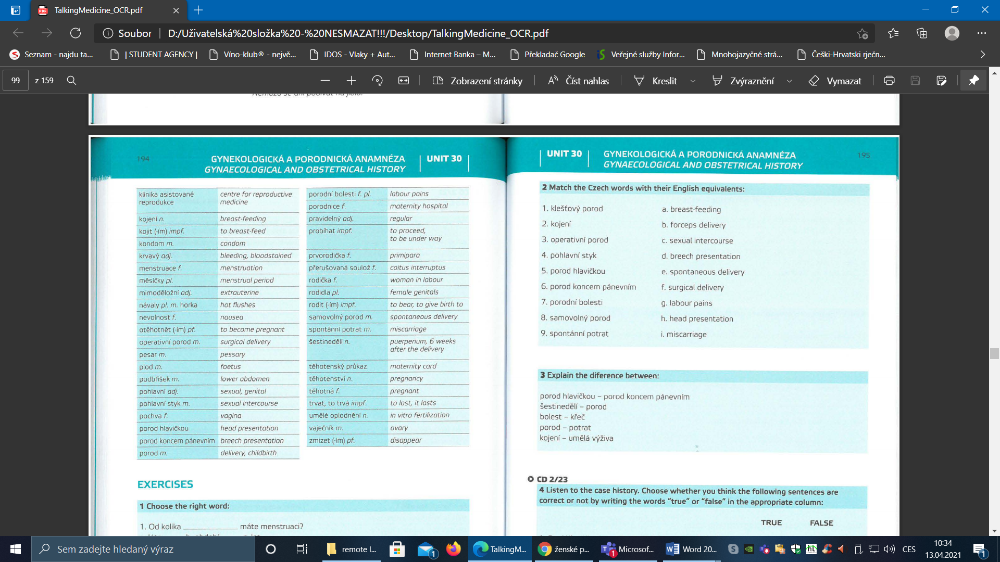 TalkingMedicine_OCR.pdf
Soubor
D:/Uživatelská%20složka%20-%20NESMAZAT!!!/Desktop/TalkingMedicine_OCR.pdf
Seznam - najdu ta...
| STUDENT AGENCY |
Víno-klub® - největ...
IDOS - Vlaky + Aut...
Internet Banka – M...
Překladač Google
Veřejné služby Infor...
Mnohojazyčné strá...
Češki-Hrvatski rječn...
99 z 159
Zobrazení stránky
Číst nahlas
Kreslit
Zvýraznění
Vymazat
194
GYNEKOLOGICKÁ A PORODNICKÁ ANAMNÉZA
GYNAECOLOGICAL AND OBSTETRICAL HISTORY
UNIT 30
klinika asistované centre for reproductive
reprodukce medicine
kojení n. breast-feeding
kojit (-ím) impf. to breast-feed
kondom m. condom
krvavý adj. bleeding, bloodstained
menstruace f. menstruation
měsíčky pl. menstrual period
mimoděložní adj. extrauterine
návaly pl. m. horka hot flushes
nevolnost f. nausea
otěhotnět (-ím) pf. to become pregnant
operativní porod m. surgical delivery
pesar m. pessary
plod m. foetus
podbřišek m. lower abdomen
pohlavní adj. sexual, genital
pohlavní styk m. sexual intercourse
pochva f. vagina
porod hlavičkou head presentation
porod koncem pánevním breech presentation
porod m. delivery, childbirth
porodní bolesti f. pl. labour pains
porodnice f. maternity hospital
pravidelný adj. regular
probíhat impf. to proceed,
to be under way
prvorodička f. primipara
přerušovaná soulož f. coitus interruptus
rodička f. woman in labour
rodidla pl. female genitals
rodit (-ím) impf. to bear, to give birth to
samovolný porod m. spontaneous delivery
spontánní potrat m. miscarriage
šestinedělí n. puerperium, 6 weeks
after the delivery
těhotenský průkaz maternity card
těhotenství n. pregnancy
těhotná f. pregnant
trvat, to trvá impf. to last, it lasts
umělé oplodnění n. in vitro fertilization
vaječník m. ovary
zmizet (-ím) pf. disappear
EXERCISES
1 Choose the right word:
1. Od kolika ____________ máte menstruaci?
UNIT 30
GYNEKOLOGICKÁ A PORODNICKÁ ANAMNÉZA
GYNAECOLOGICAL AND OBSTETRICAL HISTORY
195
2 Match the Czech words with their English equivalents:
1. klešťový porod a. breast-feeding
2. kojení b. forceps delivery
3. operativní porod c. sexual intercourse
4. pohlavní styk d. breech presentation
5. porod hlavičkou e. spontaneous delivery
6. porod koncem pánevním f. surgical delivery
7. porodní bolesti g. labour pains
8. samovolný porod h. head presentation
9. spontánní potrat i. miscarriage
3 Explain the diference between:
porod hlavičkou – porod koncem pánevním
šestinedělí – porod
bolest – křeč
porod – potrat
kojení – umělá výživa
CD 2/23
4 Listen to the case history. Choose whether you think the following sentences are
correct or not by writing the words “true” or “false” in the appropriate column:
TRUE FALSE
Sem zadejte hledaný výraz
remote l...
TalkingM...
ženské p...
Microsof...
Word 20...
CES
10:34
13.04.2021